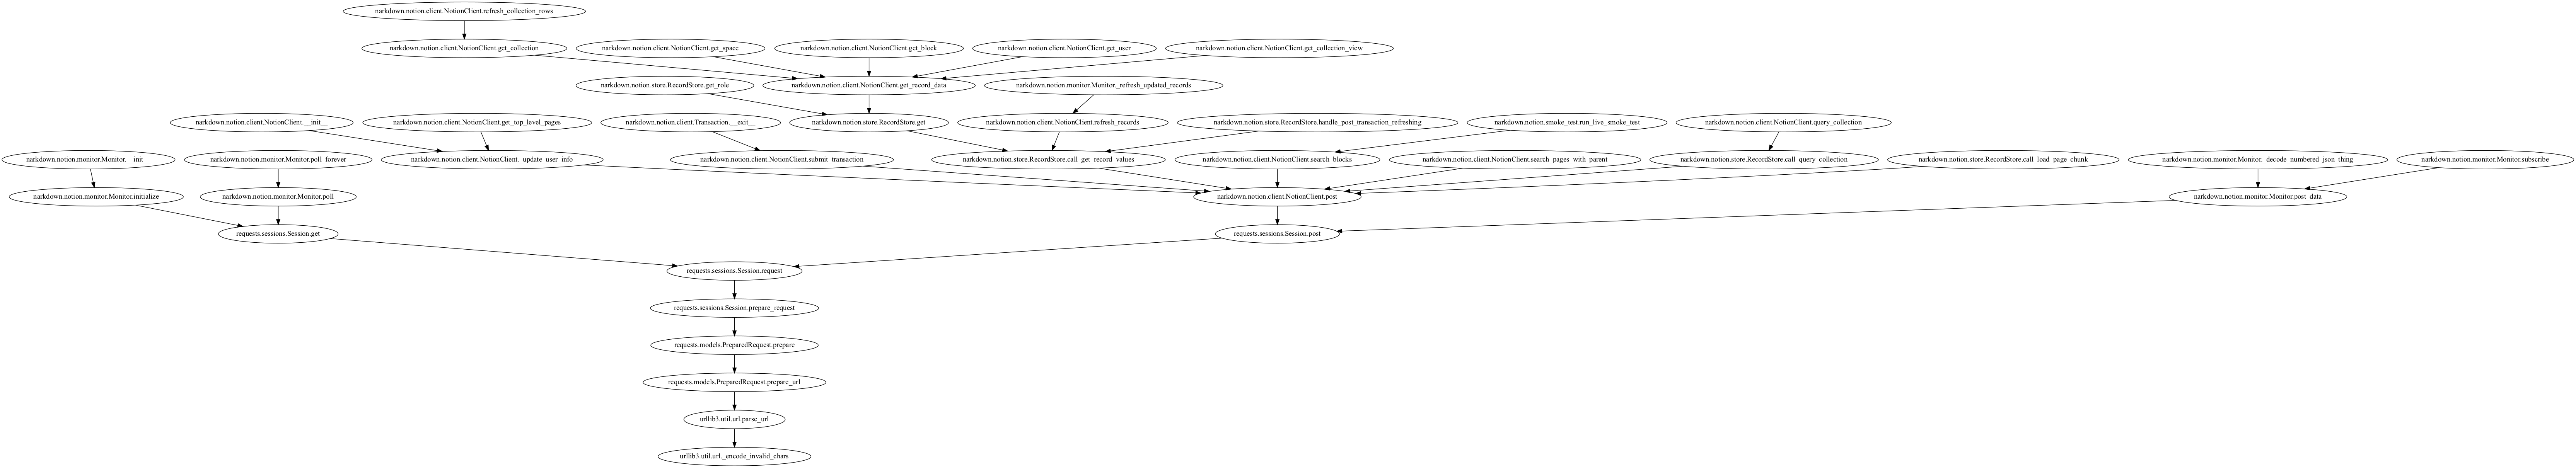 narkdown.notion.client.NotionClient.refresh_collection_rows
narkdown.notion.client.NotionClient.get_collection
narkdown.notion.client.NotionClient.get_space
narkdown.notion.client.NotionClient.get_block
narkdown.notion.client.NotionClient.get_user
narkdown.notion.client.NotionClient.get_collection_view
narkdown.notion.store.RecordStore.get_role
narkdown.notion.client.NotionClient.get_record_data
narkdown.notion.monitor.Monitor._refresh_updated_records
narkdown.notion.client.NotionClient.__init__
narkdown.notion.client.NotionClient.get_top_level_pages
narkdown.notion.client.Transaction.__exit__
narkdown.notion.store.RecordStore.get
narkdown.notion.client.NotionClient.refresh_records
narkdown.notion.store.RecordStore.handle_post_transaction_refreshing
narkdown.notion.smoke_test.run_live_smoke_test
narkdown.notion.client.NotionClient.query_collection
narkdown.notion.monitor.Monitor.__init__
narkdown.notion.monitor.Monitor.poll_forever
narkdown.notion.client.NotionClient._update_user_info
narkdown.notion.client.NotionClient.submit_transaction
narkdown.notion.store.RecordStore.call_get_record_values
narkdown.notion.client.NotionClient.search_blocks
narkdown.notion.client.NotionClient.search_pages_with_parent
narkdown.notion.store.RecordStore.call_query_collection
narkdown.notion.store.RecordStore.call_load_page_chunk
narkdown.notion.monitor.Monitor._decode_numbered_json_thing
narkdown.notion.monitor.Monitor.subscribe
narkdown.notion.monitor.Monitor.initialize
narkdown.notion.monitor.Monitor.poll
narkdown.notion.client.NotionClient.post
narkdown.notion.monitor.Monitor.post_data
requests.sessions.Session.get
requests.sessions.Session.post
requests.sessions.Session.request
requests.sessions.Session.prepare_request
requests.models.PreparedRequest.prepare
requests.models.PreparedRequest.prepare_url
urllib3.util.url.parse_url
urllib3.util.url._encode_invalid_chars